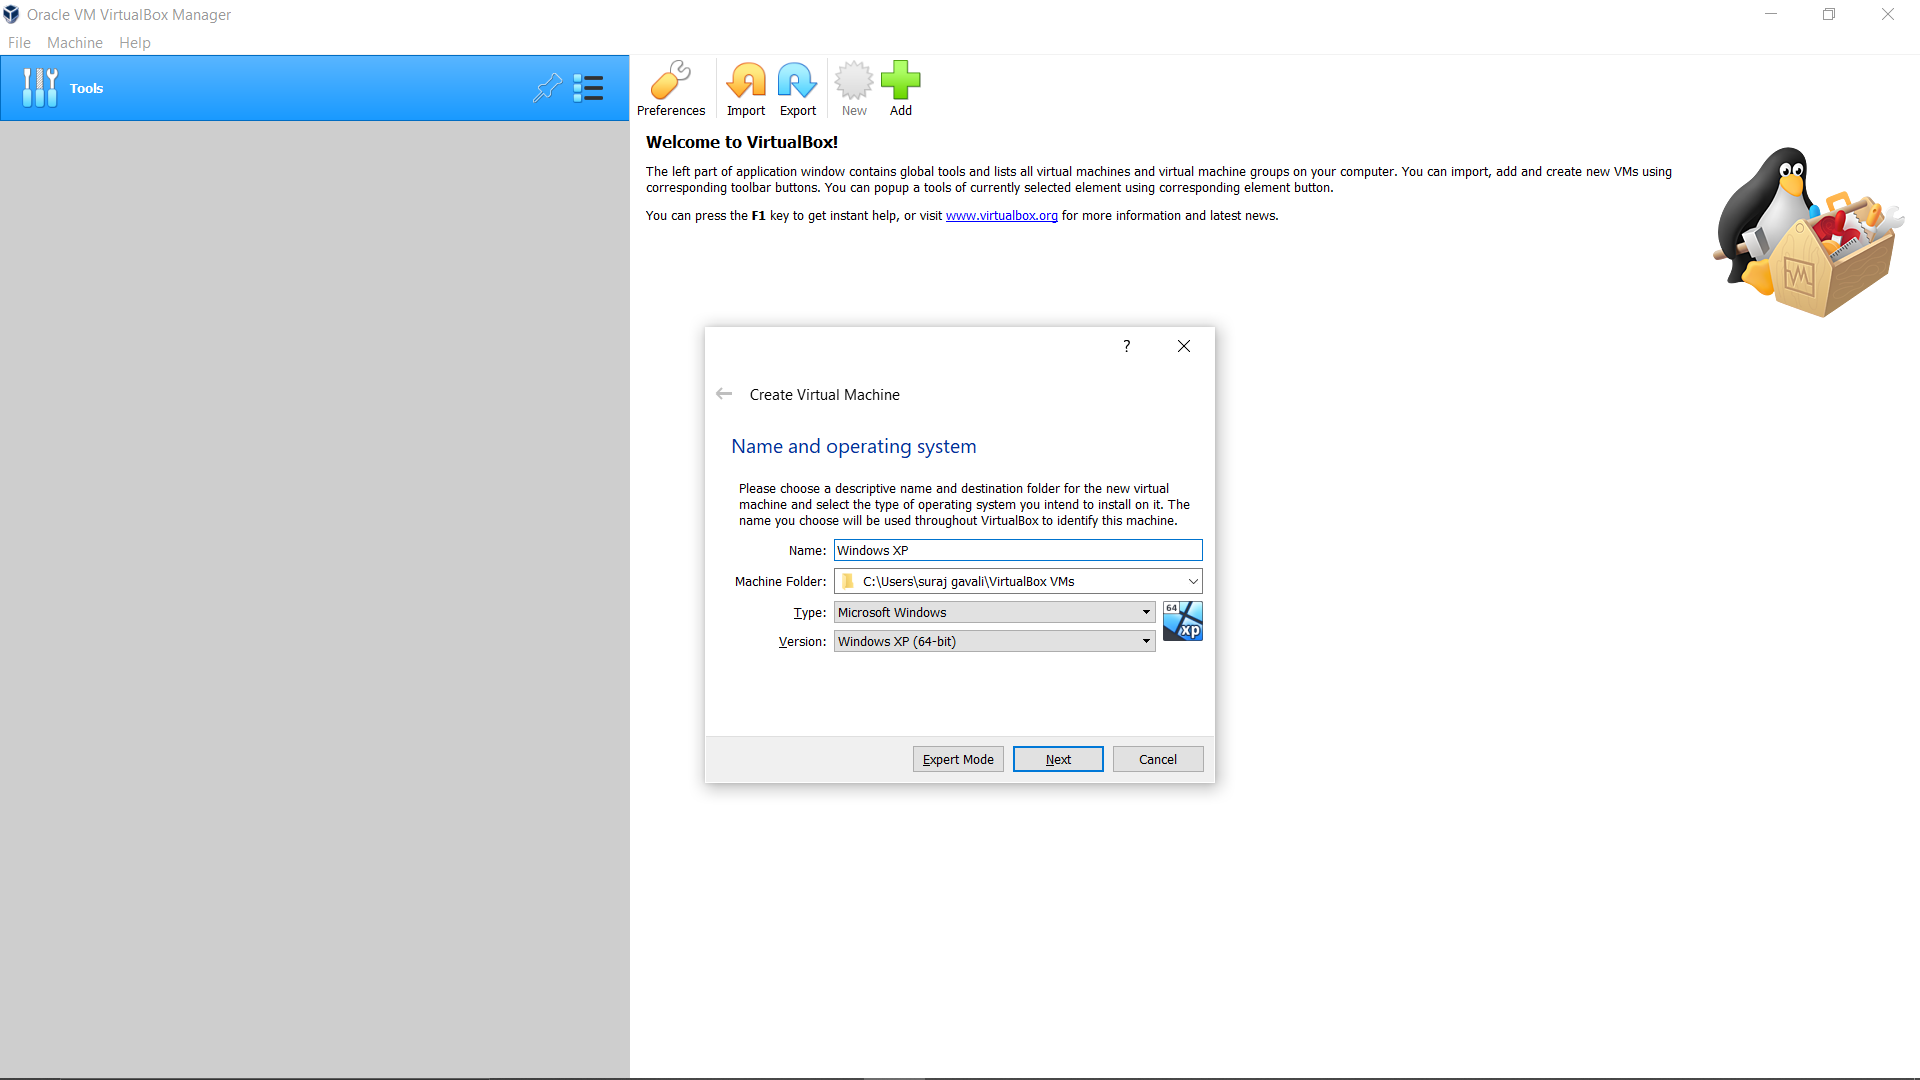 Oracle VM VirtualBox Manager
File Machine Help
Tools
Preferences Import Export New Add
Welcome to VirtualBox!
The left part of application window contains global tools and lists all virtual machines and virtual machine groups on your computer. You can import, add and create new VMs using
corresponding toolbar buttons. You can popup a tools of currently selected element using corresponding element button.
You can press the F1 key to get instant help, or visit www.virtualbox.org for more information and latest news.
?
Create Virtual Machine
Name and operating system
Please choose a descriptive name and destination folder for the new virtual
machine and select the type of operating system you intend to install on it. The
name you choose will be used throughout VirtualBox to identify this machine.
Name: Windows XP
Machine Folder: C:\Users\suraj gavali\VirtualBox VMs
Type: Microsoft Windows
64
xp
Version: Windows XP (64-bit)
Expert Mode Next Cancel